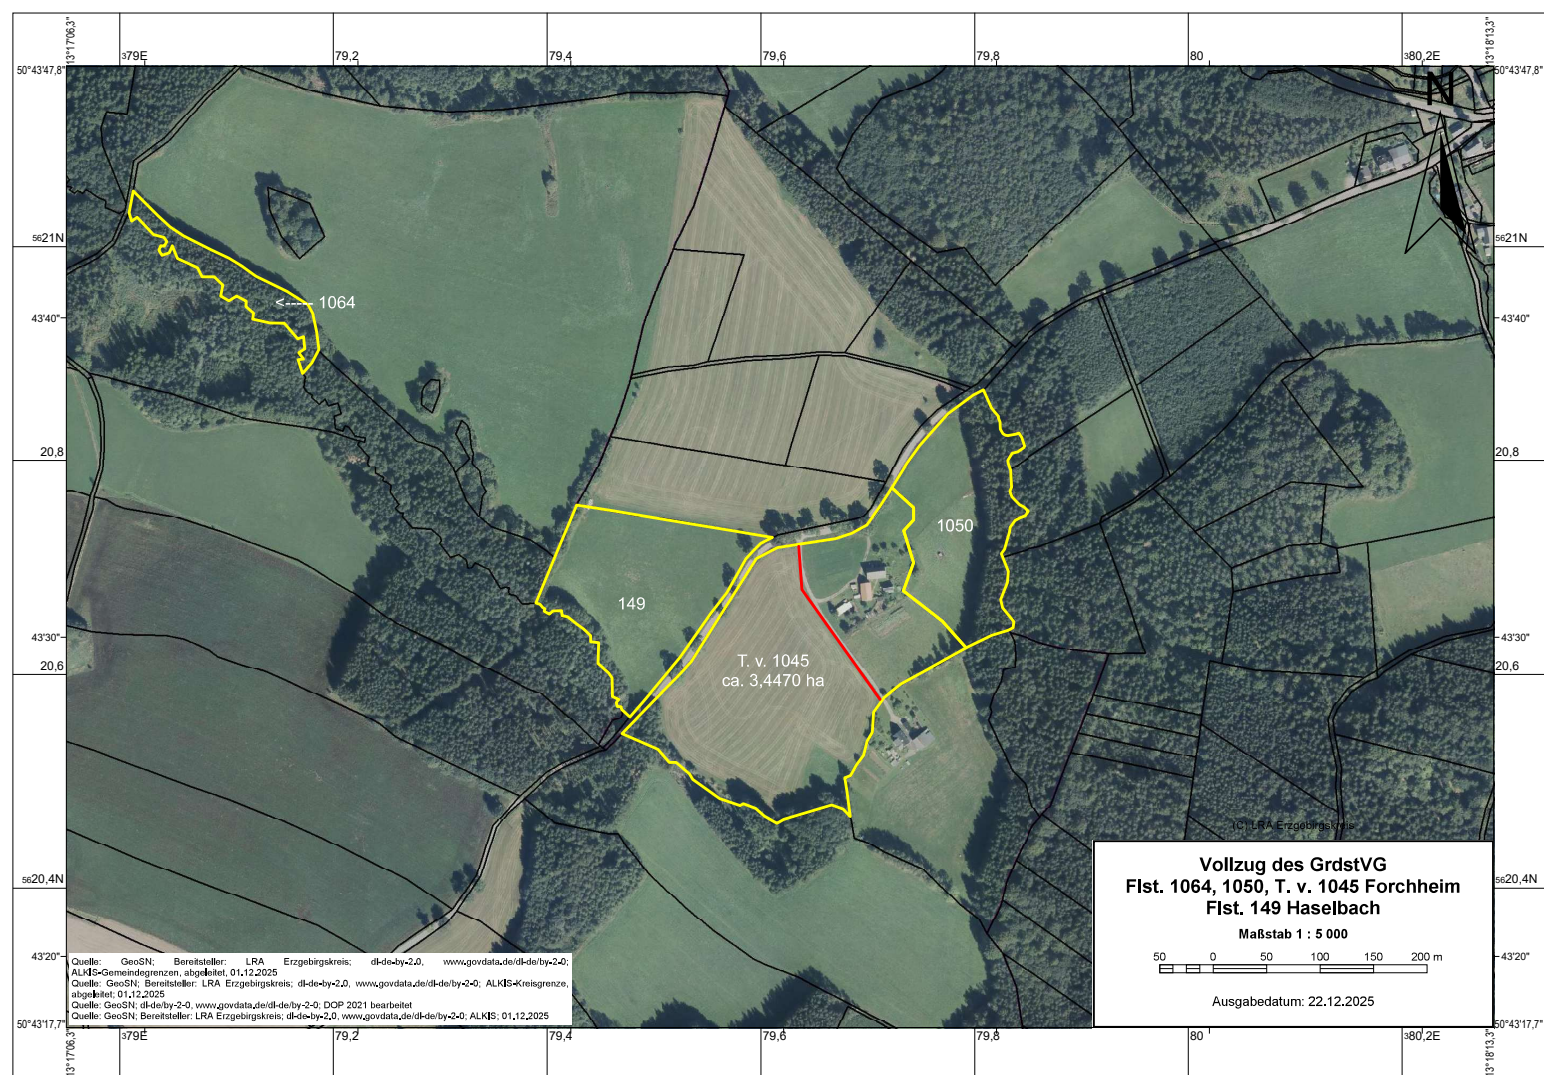 ³79E
79,2
79,4
79,6
79,8
80
³80,2E
13°17'06,3"
13°18'13,3"
50°43'47,8"
50°43'47,8"
N
⁵⁶21N
⁵⁶21N
<----- 1064
43'40"
43'40"
20,8
20,8
1050
149
43'30"
43'30"
20,6
20,6
T. v. 1045
ca. 3,4470 ha
(C) LRA Erzgebirgskreis
Vollzug des GrdstVG
Flst. 1064, 1050, T. v. 1045 Forchheim
Flst. 149 Haselbach
Maßstab 1 : 5 000
50 0 50 100 150 200 m
Ausgabedatum: 22.12.2025
⁵⁶20,4N
⁵⁶20,4N
43'20"
43'20"
Quelle: GeoSN; Bereitsteller: LRA Erzgebirgskreis; dl-de-by-2.0, www.govdata.de/dl-de/by-2-0;
ALKIS-Gemeindegrenzen, abgeleitet, 01.12.2025
Quelle: GeoSN; Bereitsteller: LRA Erzgebirgskreis; dl-de-by-2.0, www.govdata.de/dl-de/by-2-0; ALKIS-Kreisgrenze,
abgeleitet; 01.12.2025
Quelle: GeoSN; dl-de/by-2-0, www.govdata.de/dl-de/by-2-0; DOP 2021 bearbeitet
Quelle: GeoSN; Bereitsteller: LRA Erzgebirgskreis; dl-de-by-2.0, www.govdata.de/dl-de/by-2-0; ALKIS; 01.12.2025
50°43'17,7"
50°43'17,7"
13°17'06,3"
13°18'13,3"
³79E
79,2
79,4
79,6
79,8
80
³80,2E